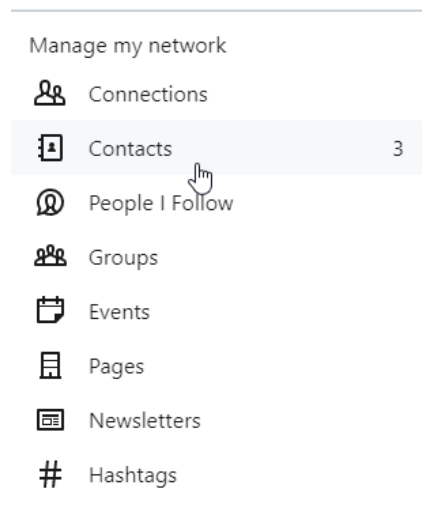 Manage my network
Connections
Contacts 3
People I Follow
Groups
Events
Pages
Newsletters
# Hashtags